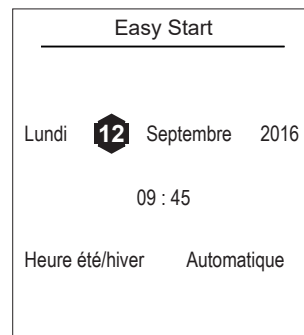 Easy Start
Lundi 12 Septembre 2016
09 : 45
Heure été/hiver Automatique